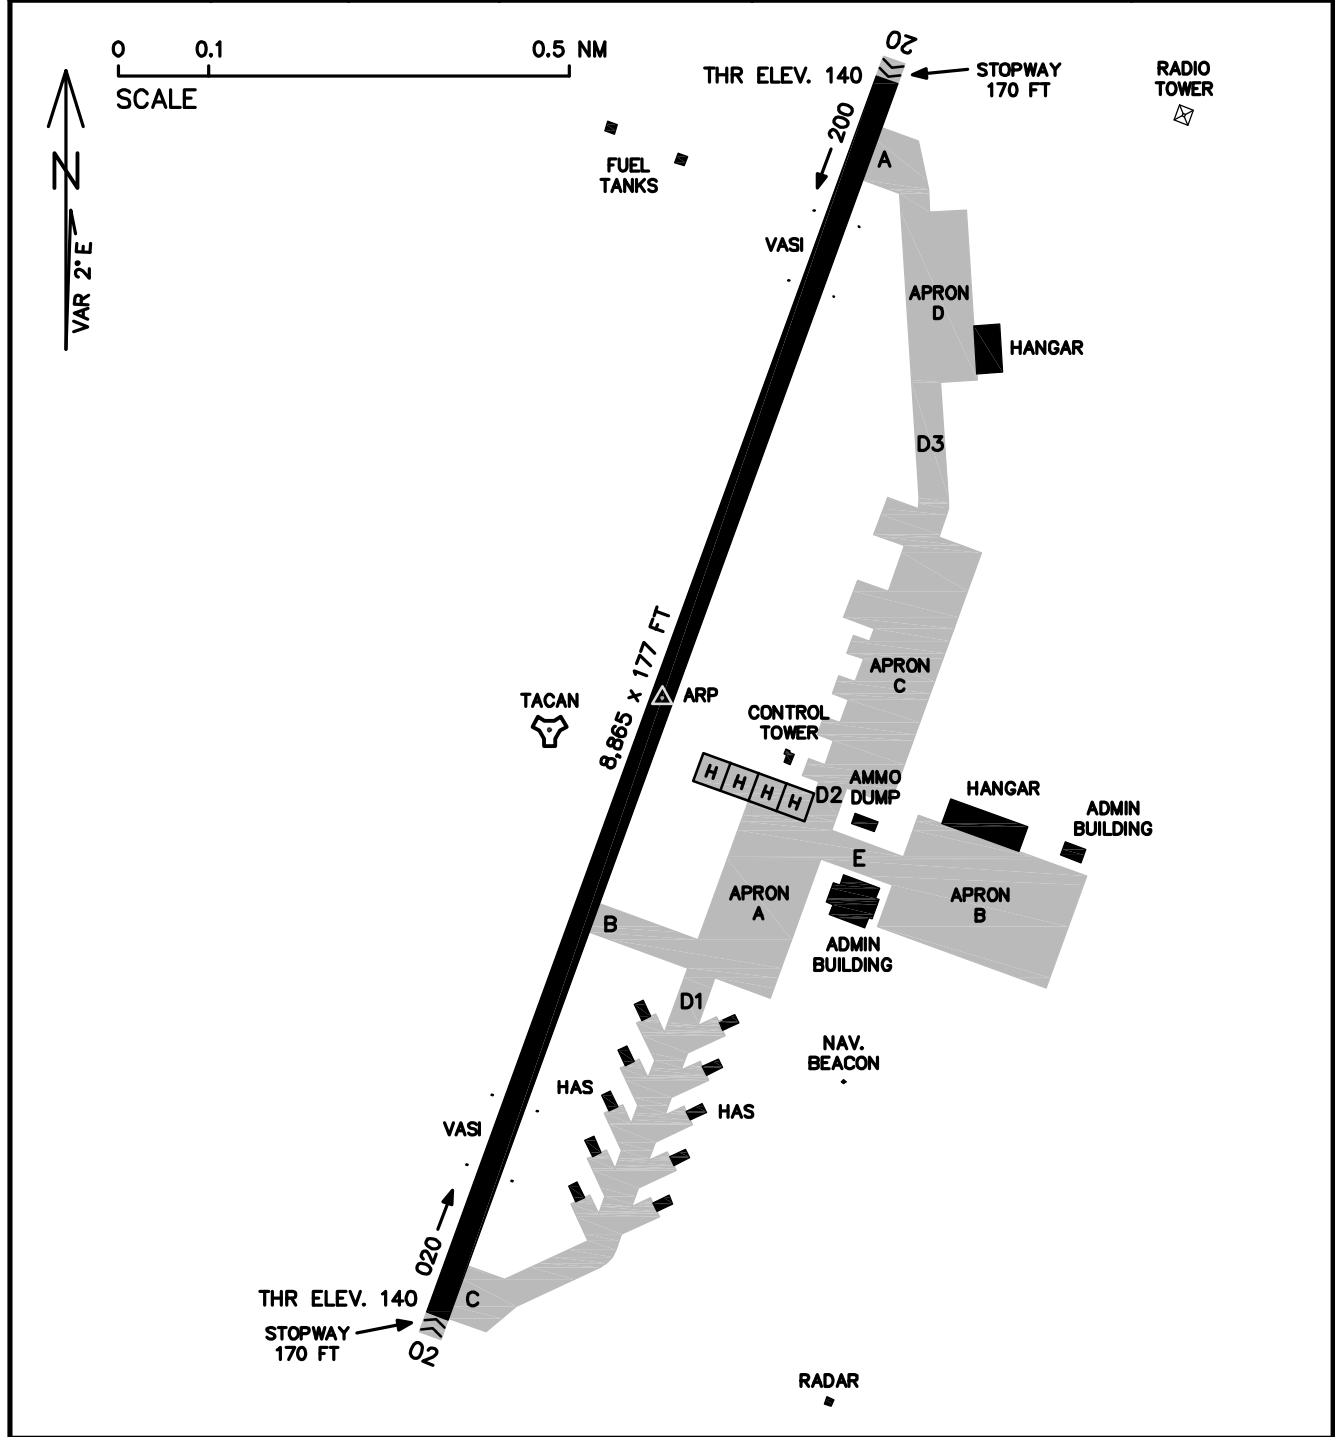 0 0.1 0.5 NM
SCALE
N
VAR 2° E
20
THR ELEV. 140
STOPWAY
170 FT
RADIO
TOWER
200
FUEL
TANKS
A
VASI
APRON
D
HANGAR
D3
8,865 x 177 FT
APRON
C
TACAN
ARP
CONTROL
TOWER
H H H H
D2
AMMO
DUMP
HANGAR
ADMIN
BUILDING
E
APRON
A
APRON
B
B
ADMIN
BUILDING
D1
NAV.
BEACON
HAS
HAS
VASI
020
THR ELEV. 140
C
STOPWAY
170 FT
02
RADAR